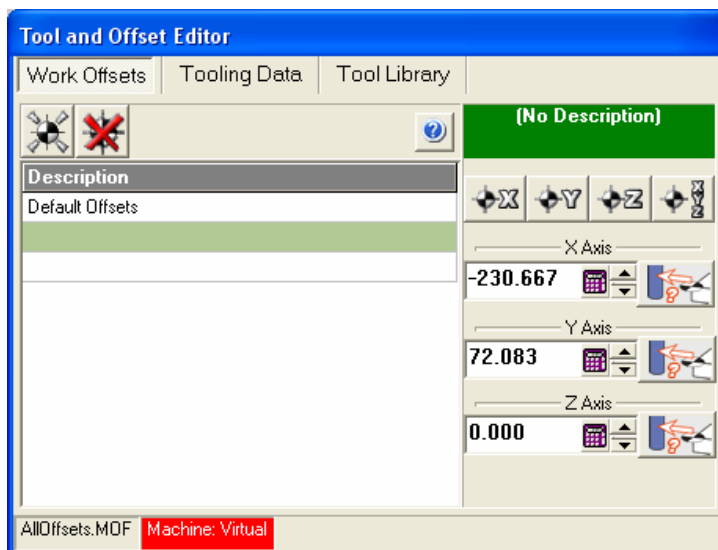 Tool and Offset Editor
Work Offsets Tooling Data Tool Library
(No Description)
Description
Default Offsets
X Y Z XYZ
X Axis
-230.667
Y Axis
72.083
Z Axis
0.000
AllOffsets.MOF Machine: Virtual